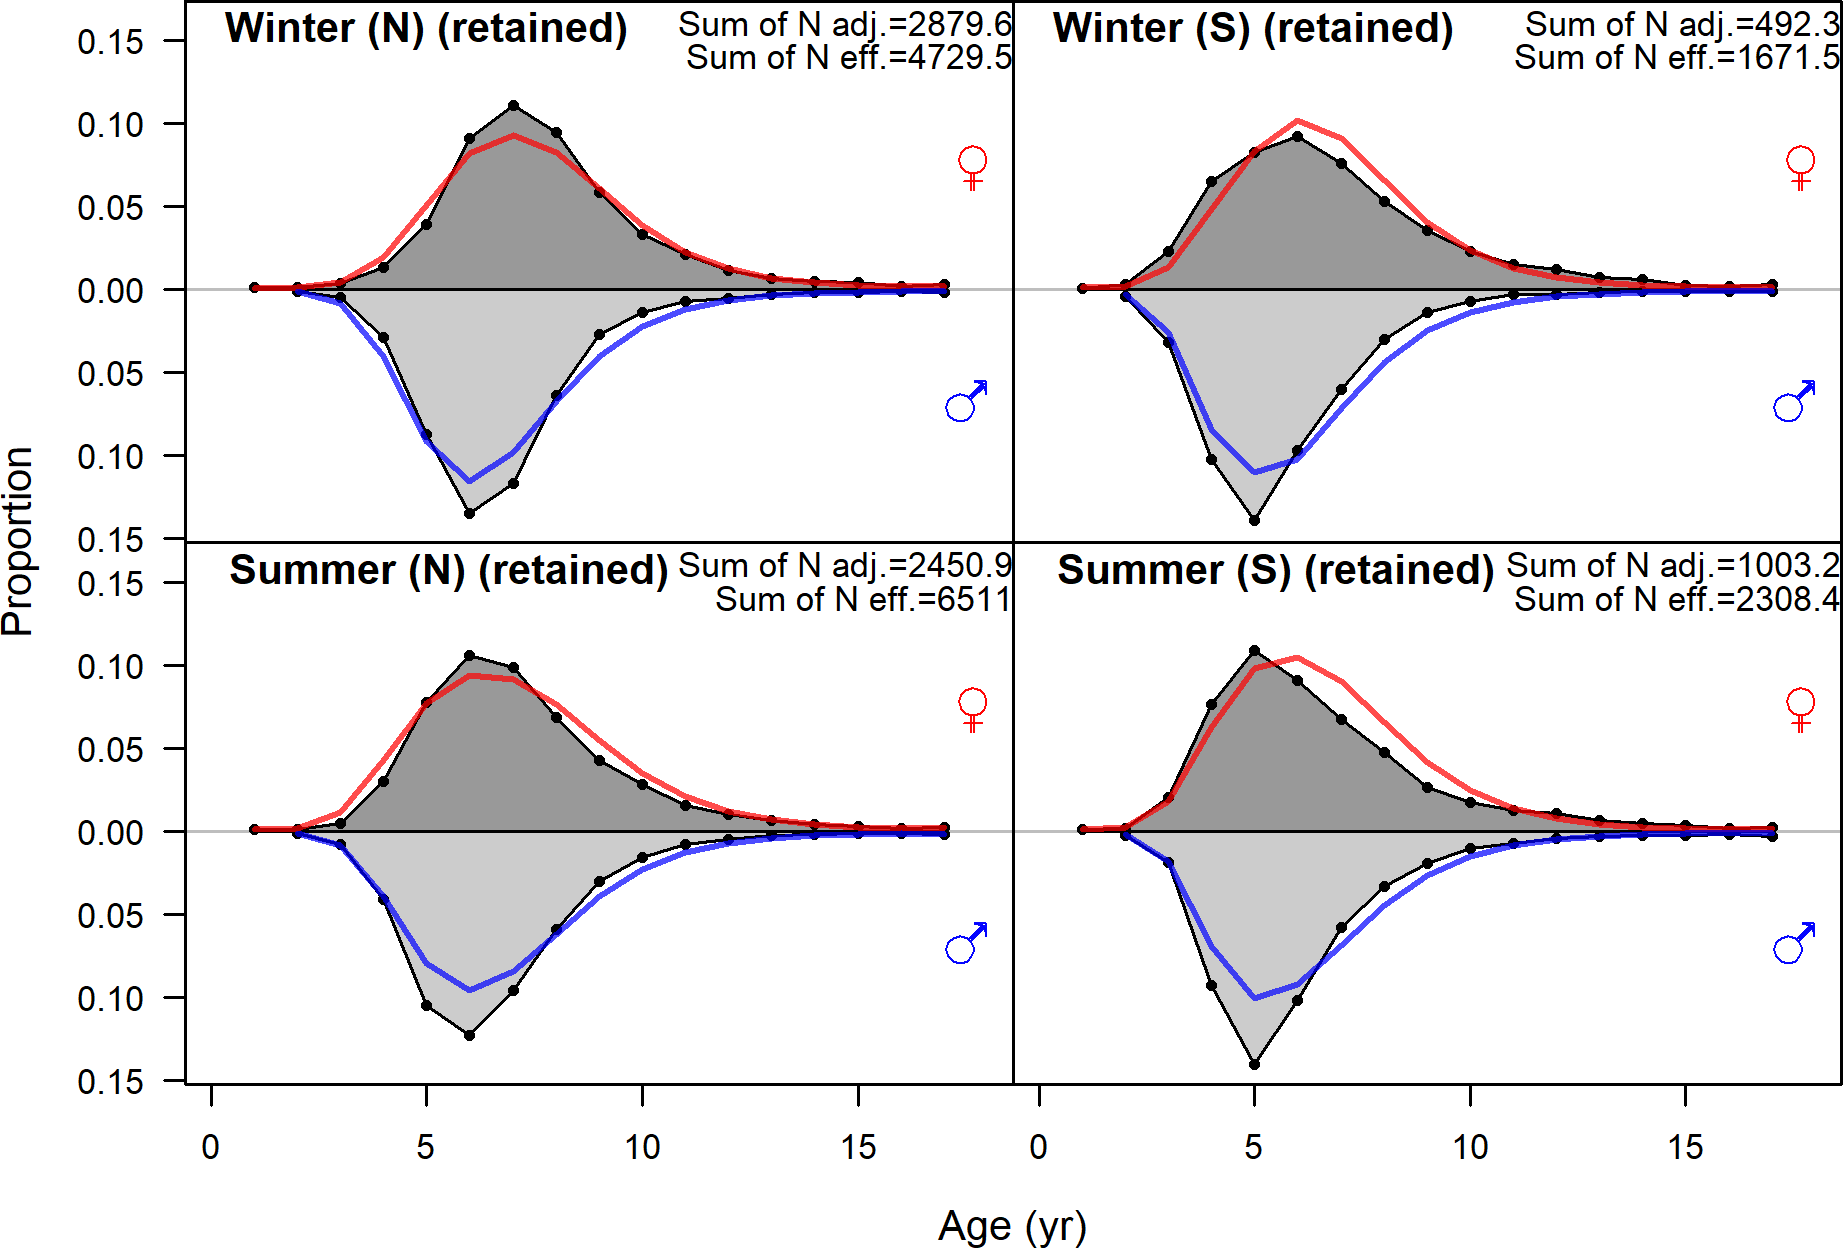 Winter (N) (retained)
Sum of N adj.=2879.6
Sum of N eff.=4729.5
Winter (S) (retained)
Sum of N adj.=492.3
Sum of N eff.=1671.5
0.15
0.10
0.05
0.00
0.05
0.10
0.15
Summer (N) (retained)
Sum of N adj.=2450.9
Sum of N eff.=6511
Summer (S) (retained)
Sum of N adj.=1003.2
Sum of N eff.=2308.4
0.15
0.10
0.05
0.00
0.05
0.10
0.15
Proportion
0 5 10 15
0 5 10 15
Age (yr)